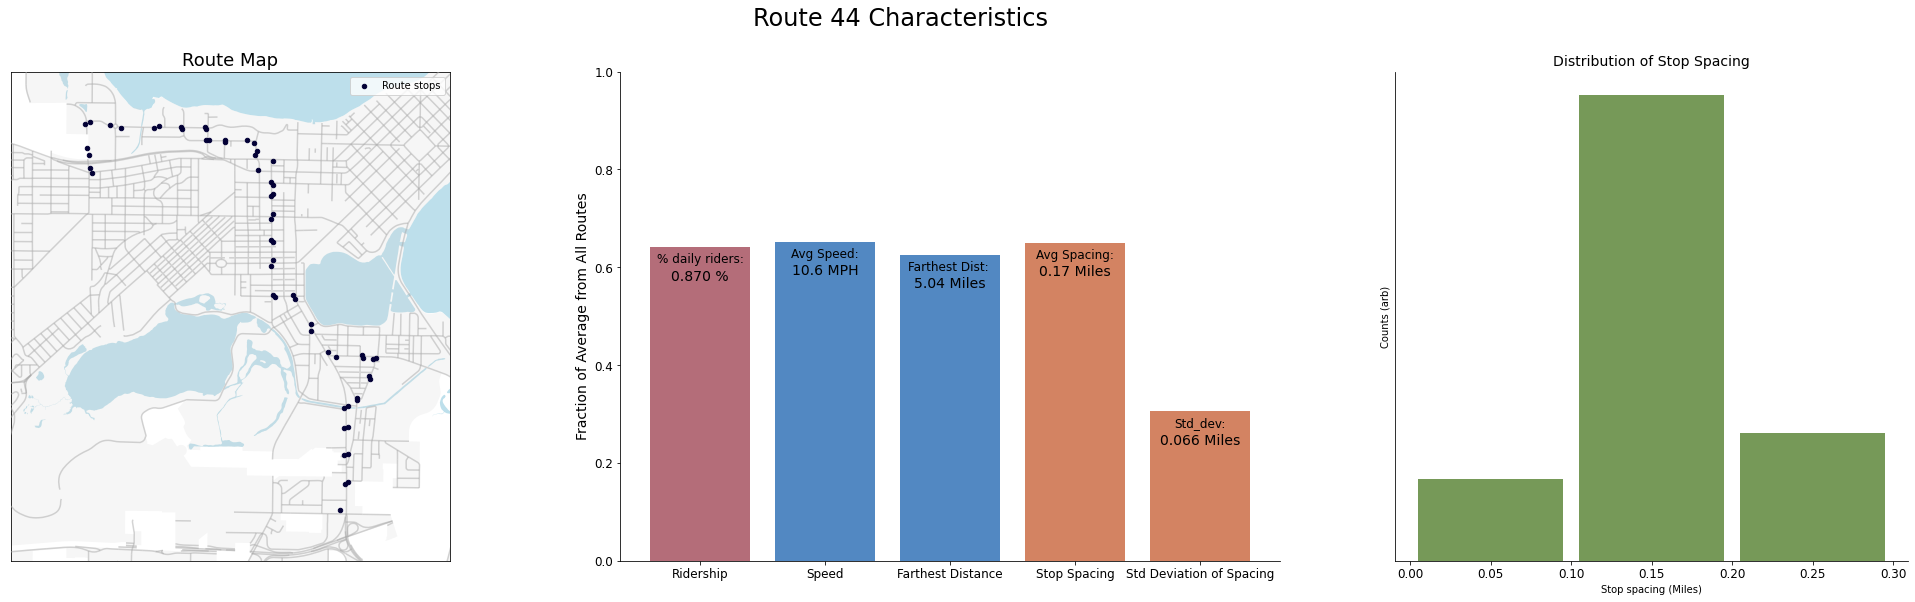 Route 44 Characteristics
Route Map
Route stops
Fraction of Average from All Routes
1.0
0.8
0.6
0.4
0.2
0.0
% daily riders:
0.870 %
Avg Speed:
10.6 MPH
Farthest Dist:
5.04 Miles
Avg Spacing:
0.17 Miles
Std_dev:
0.066 Miles
Ridership
Speed
Farthest Distance
Stop Spacing
Std Deviation of Spacing
Distribution of Stop Spacing
Counts (arb)
0.00
0.05
0.10
0.15
0.20
0.25
0.30
Stop spacing (Miles)